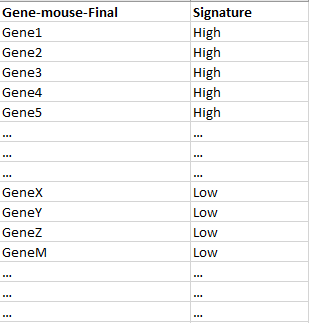 Gene-mouse-Final Signature
Gene1 High
Gene2 High
Gene3 High
Gene4 High
Gene5 High
... ...
... ...
... ...
GeneX Low
GeneY Low
GeneZ Low
GeneM Low
... ...
... ...
... ...